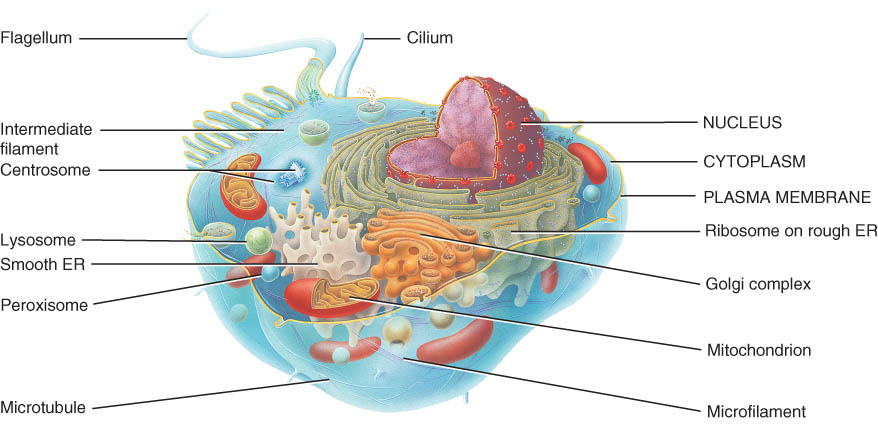 Flagellum
Cilium
Intermediate
filament
Centrosome
Lysosome
Smooth ER
Peroxisome
Microtubule
NUCLEUS
CYTOPLASM
PLASMA MEMBRANE
Ribosome on rough ER
Golgi complex
Mitochondrion
Microfilament